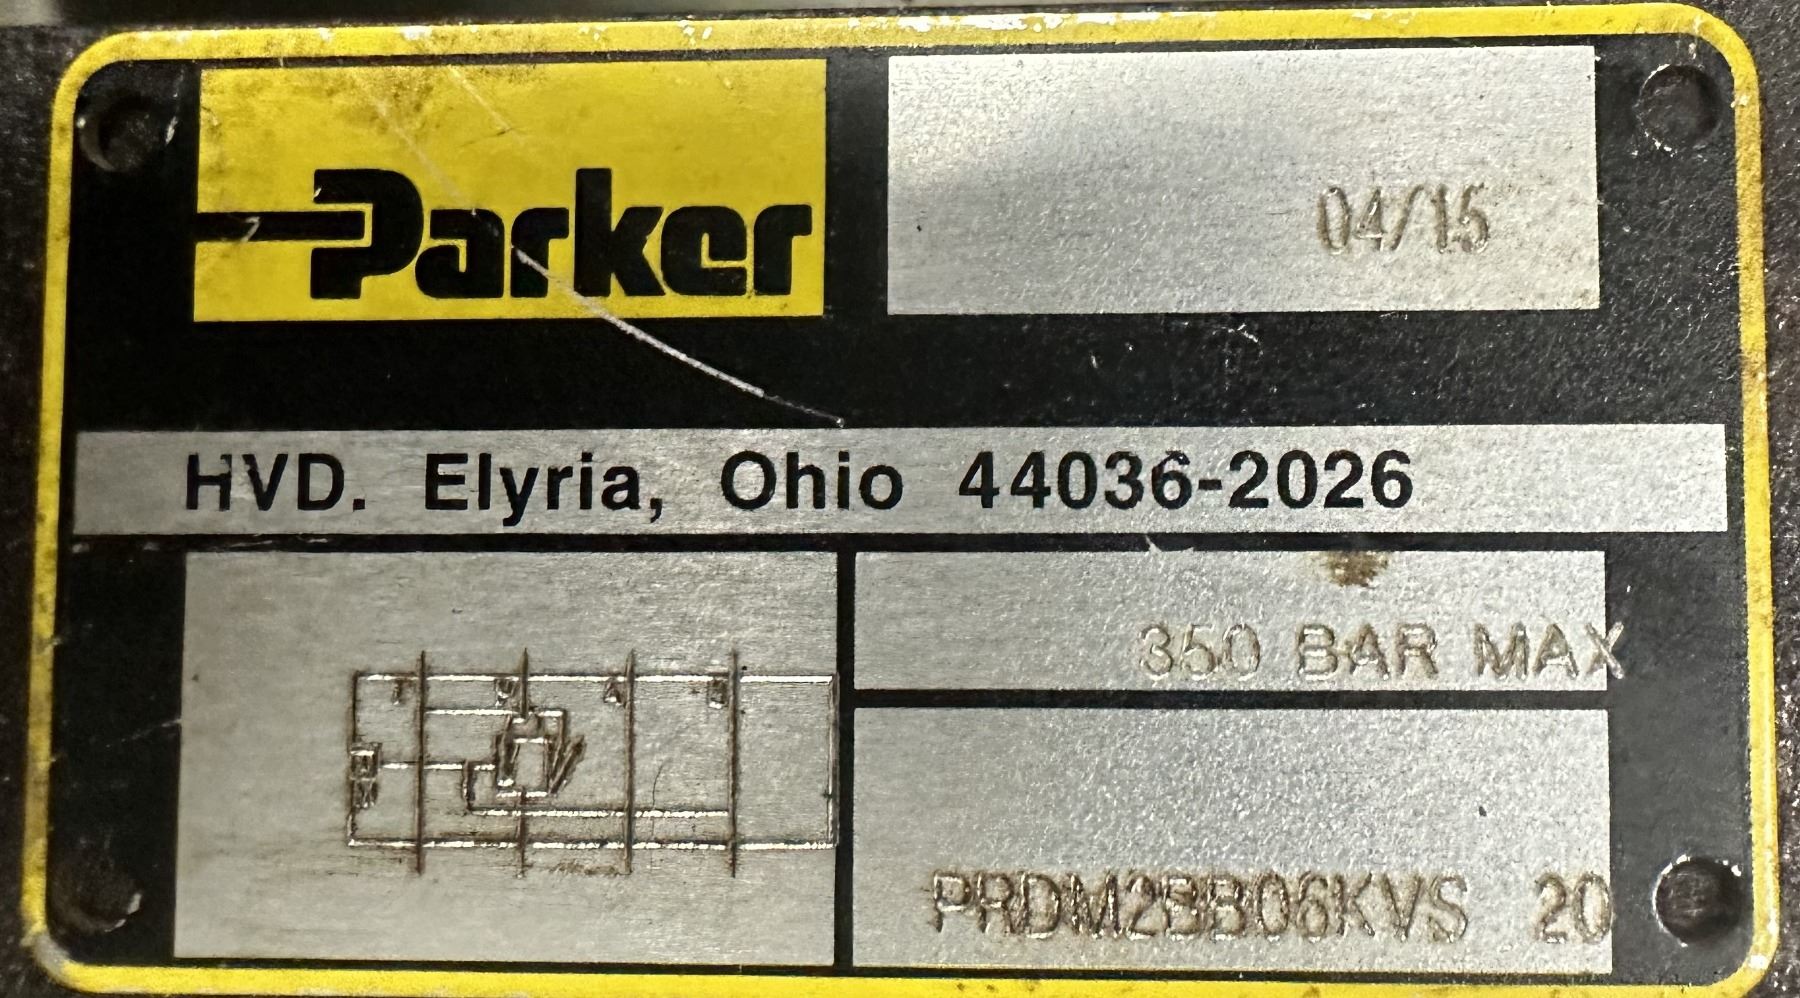 Parker
04/15
HVD. Elyria, Ohio 44036-2026
350 BAR MAX
PRDM2BB06KVS 20